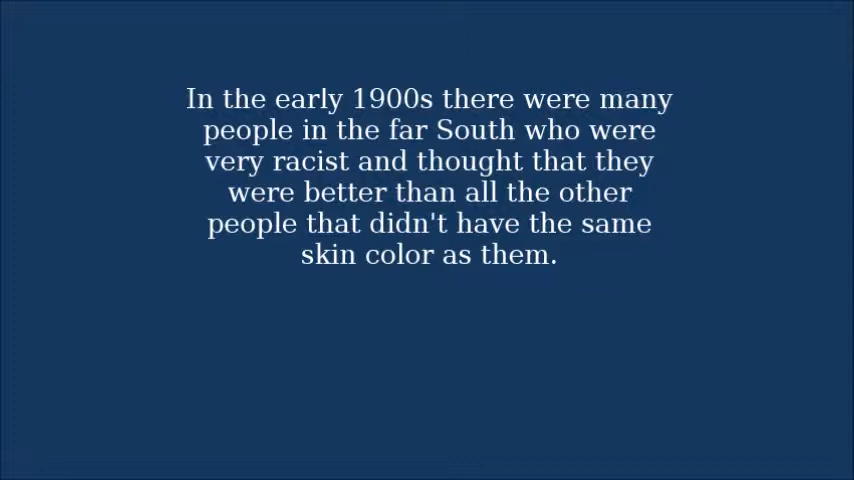 In the early 1900s there were many
people in the far South who were
very racist and thought that they
were better than all the other
people that didn't have the same
skin color as them.